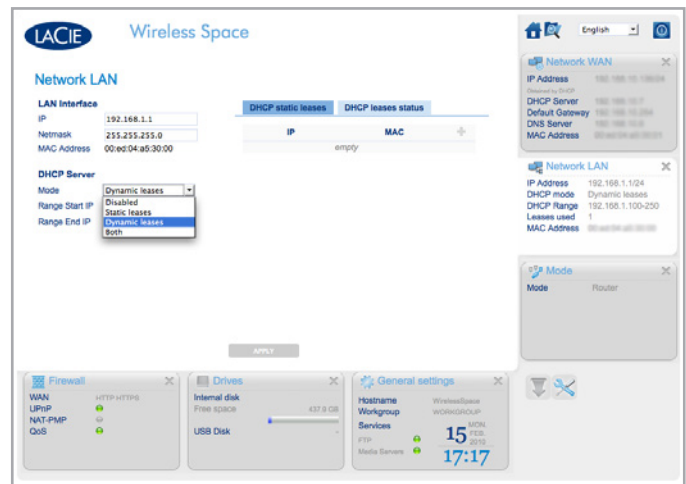 LACIE
Wireless Space
English
Network LAN
LAN Interface
IP 192.168.1.1
Netmask 255.255.255.0
MAC Address 00:ed:04:a5:30:00
DHCP Server
Mode Dynamic leases
Disabled
Static leases
Dynamic leases
Both
Range Start IP
Range End IP
DHCP static leases DHCP leases status
IP MAC
empty
APPLY
Network WAN
IP Address
Obtained by DHCP
DHCP Server
Default Gateway
DNS Server
MAC Address
Network LAN
IP Address 192.168.1.1/24
DHCP mode Dynamic leases
DHCP Range 192.168.1.100-250
Leases used 1
MAC Address
Mode
Mode Router
Firewall
WAN HTTP HTTPS
UPnP
NAT-PMP
QoS
Drives
Internal disk
Free space 437.9 GB
USB Disk -
General settings
Hostname WirelessSpace
Workgroup WORKGROUP
Services
FTP
Media Servers
15 MON.
FEB.
2010
17:17